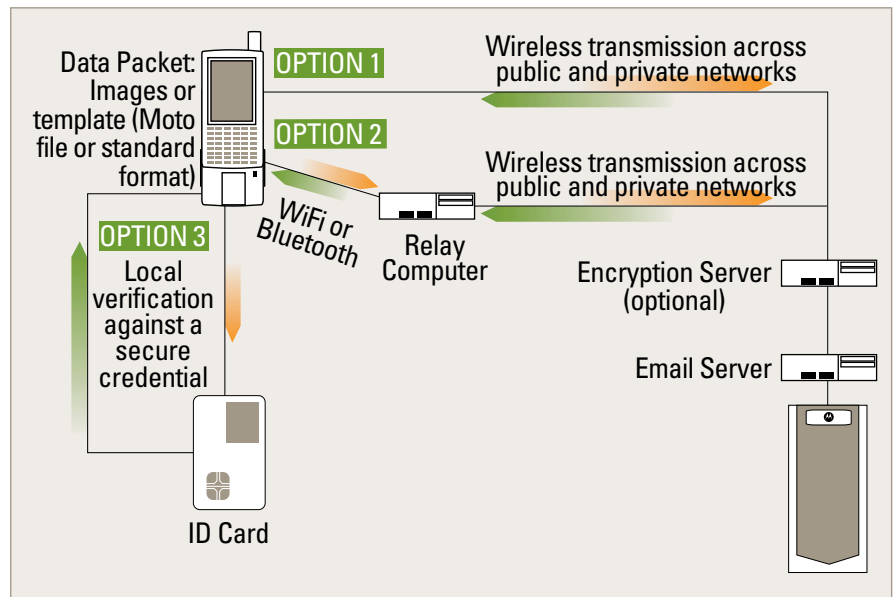 Data Packet:
Images or
template (Moto
file or standard
format)
OPTION 1
Wireless transmission across
public and private networks
OPTION 2
WiFi or
Bluetooth
Relay
Computer
Wireless transmission across
public and private networks
OPTION 3
Local
verification
against a
secure
credential
ID Card
Encryption Server
(optional)
Email Server